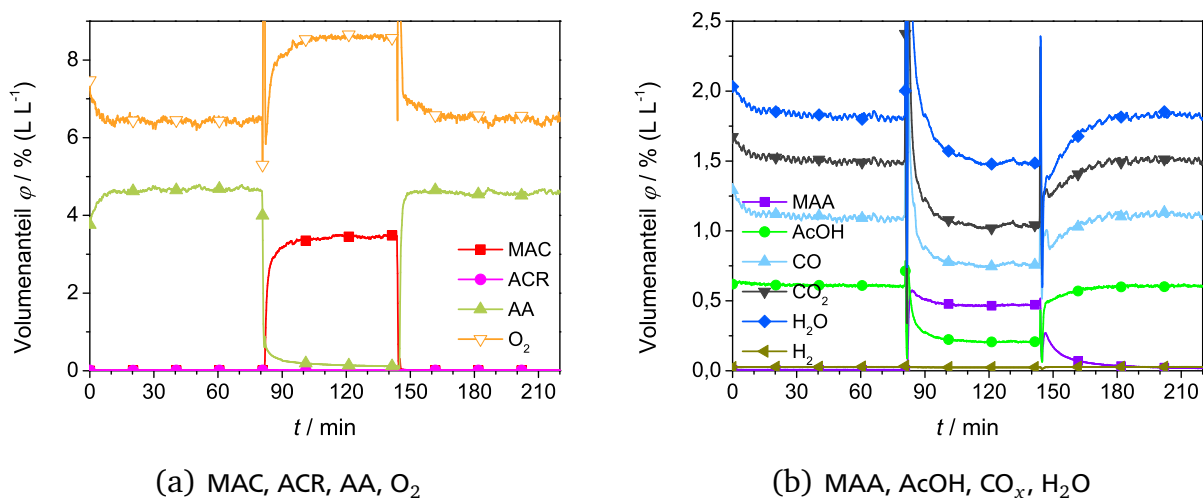 Volumenanteil φ / % (L L⁻¹)
8
6
4
2
0
0 30 60 90 120 150 180 210
t / min
MAC
ACR
AA
O₂
(a) MAC, ACR, AA, O₂
Volumenanteil φ / % (L L⁻¹)
2,5
2,0
1,5
1,0
0,5
0,0
0 30 60 90 120 150 180 210
t / min
MAA
AcOH
CO
CO₂
H₂O
H₂
(b) MAA, AcOH, COₓ, H₂O